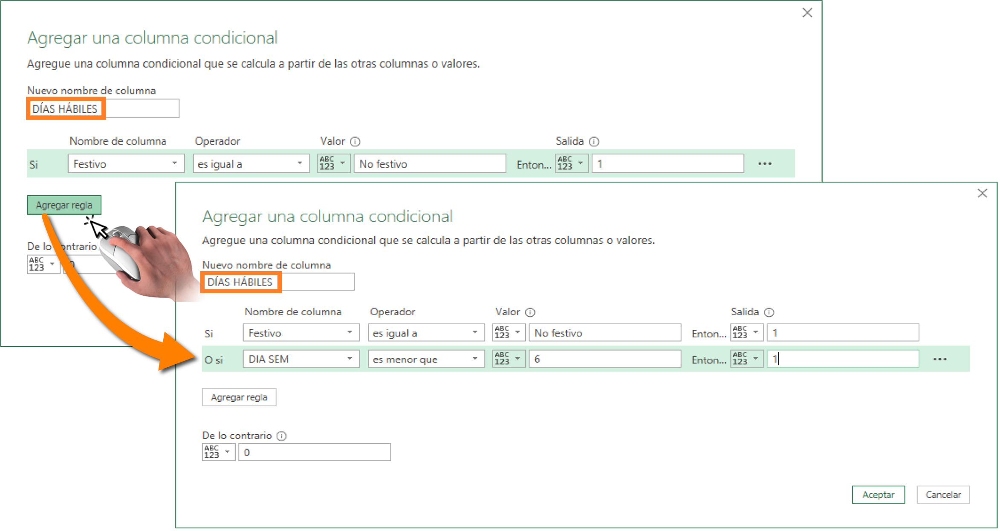 Agregar una columna condicional
Agregue una columna condicional que se calcula a partir de las otras columnas o valores.
Nuevo nombre de columna
DÍAS HÁBILES
Nombre de columna Operador Valor Salida
Si Festivo es igual a ABC 123 No festivo Enton... ABC 123 1 •••
Agregar regla
De lo contrario
ABC 123
Agregar una columna condicional
Agregue una columna condicional que se calcula a partir de las otras columnas o valores.
Nuevo nombre de columna
DÍAS HÁBILES
Nombre de columna Operador Valor Salida
Si Festivo es igual a ABC 123 No festivo Enton... ABC 123 1
O si DIA SEM es menor que ABC 123 6 Enton... ABC 123 1 •••
Agregar regla
De lo contrario
ABC 123 0
Aceptar Cancelar